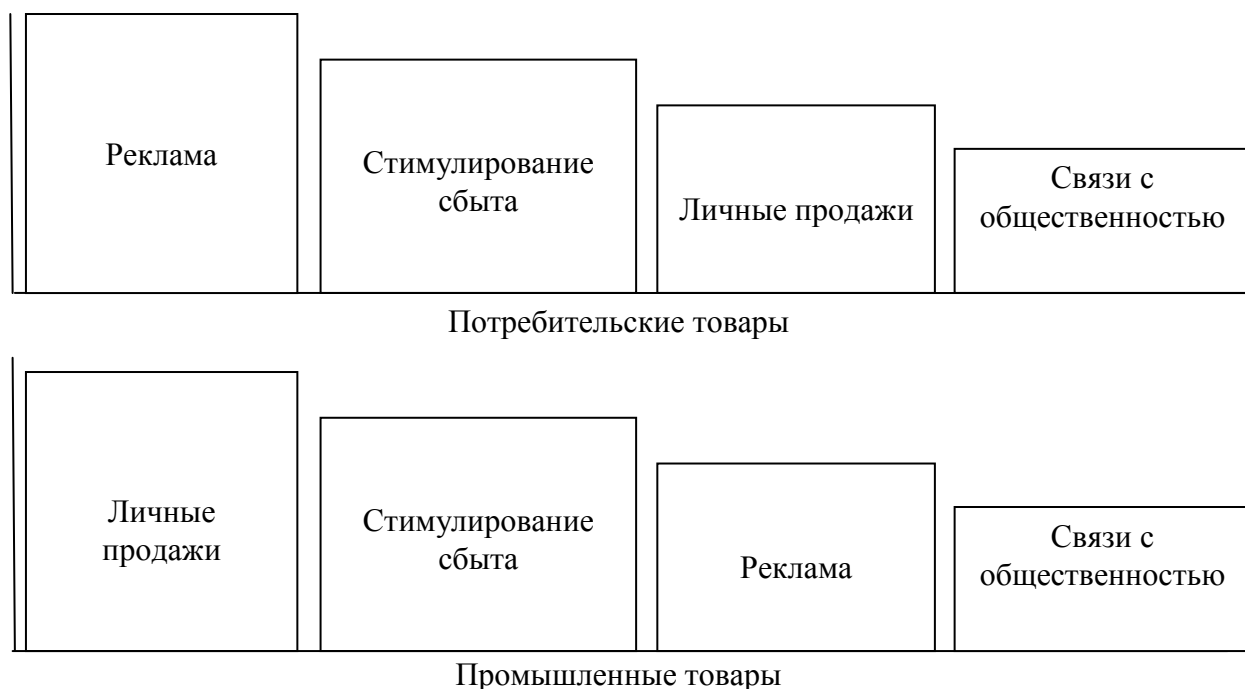 Реклама
Стимулирование
сбыта
Личные продажи
Связи с
общественностью
Потребительские товары
Личные
продажи
Стимулирование
сбыта
Реклама
Связи с
общественностью
Промышленные товары